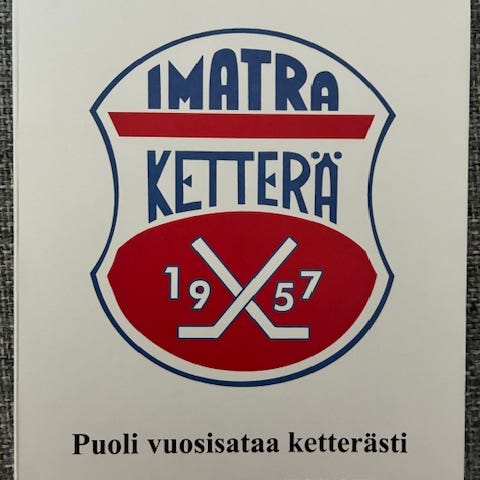 IMATRA
KETTERÄ
19 57
Puoli vuosisataa ketterästi